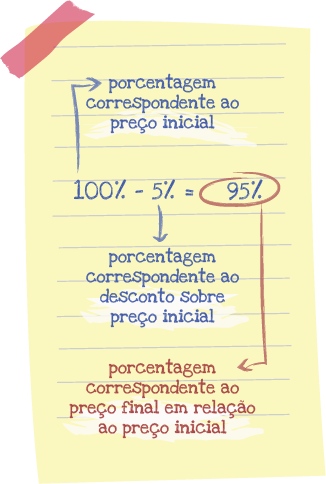 porcentagem
correspondente ao
preço inicial
100% - 5% = 95%
porcentagem
correspondente ao
desconto sobre
preço inicial
porcentagem
correspondente ao
preço final em relação
ao preço inicial